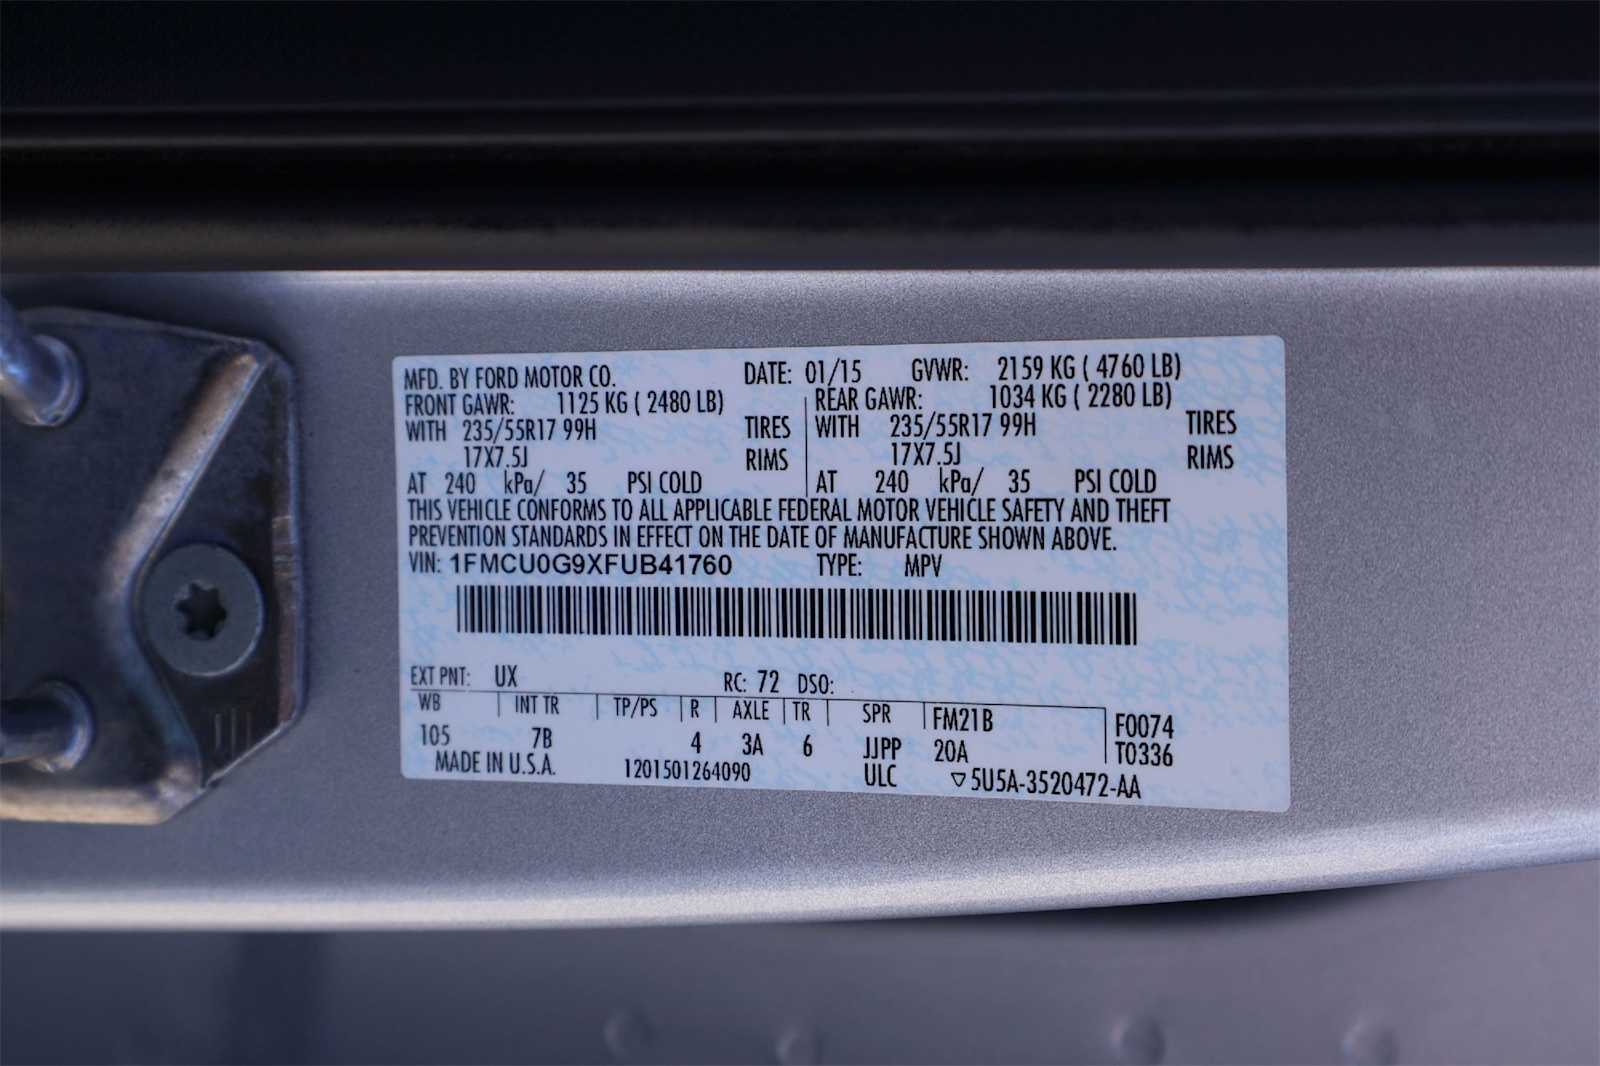 MFD. BY FORD MOTOR CO. DATE: 01/15 GVWR: 2159 KG ( 4760 LB)
FRONT GAWR: 1125 KG ( 2480 LB) REAR GAWR: 1034 KG ( 2280 LB)
WITH 235/55R17 99H TIRES WITH 235/55R17 99H TIRES
17X7.5J RIMS 17X7.5J RIMS
AT 240 kPa/ 35 PSI COLD AT 240 kPa/ 35 PSI COLD
THIS VEHICLE CONFORMS TO ALL APPLICABLE FEDERAL MOTOR VEHICLE SAFETY AND THEFT
PREVENTION STANDARDS IN EFFECT ON THE DATE OF MANUFACTURE SHOWN ABOVE.
VIN: 1FMCU0G9XFUB41760 TYPE: MPV
EXT PNT: UX RC: 72 DSO:
WB INT TR TP/PS R AXLE TR SPR FM21B F0074
105 7B 4 3A 6 JJPP 20A T0336
MADE IN U.S.A. 1201501264090 ULC ▽5U5A-3520472-AA